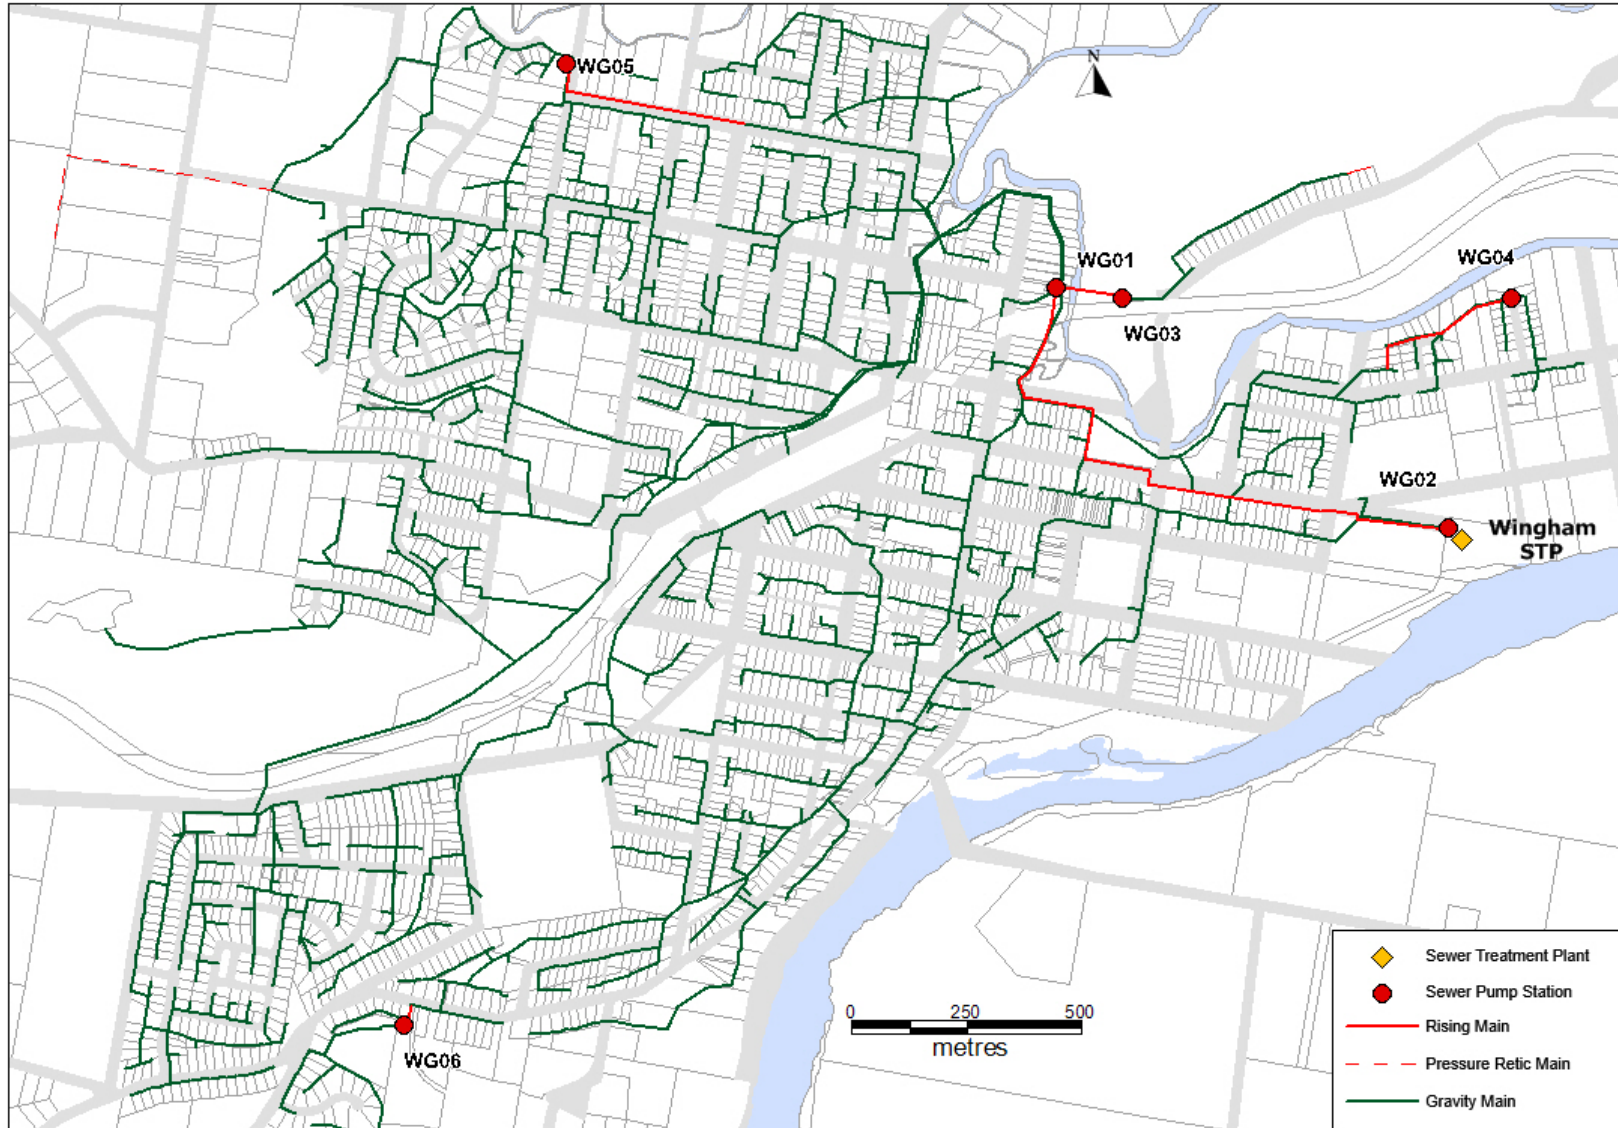 WG05
N
WG01
WG04
WG03
WG02
Wingham
STP
WG06
0 250 500
metres
Sewer Treatment Plant
Sewer Pump Station
Rising Main
Pressure Retic Main
Gravity Main